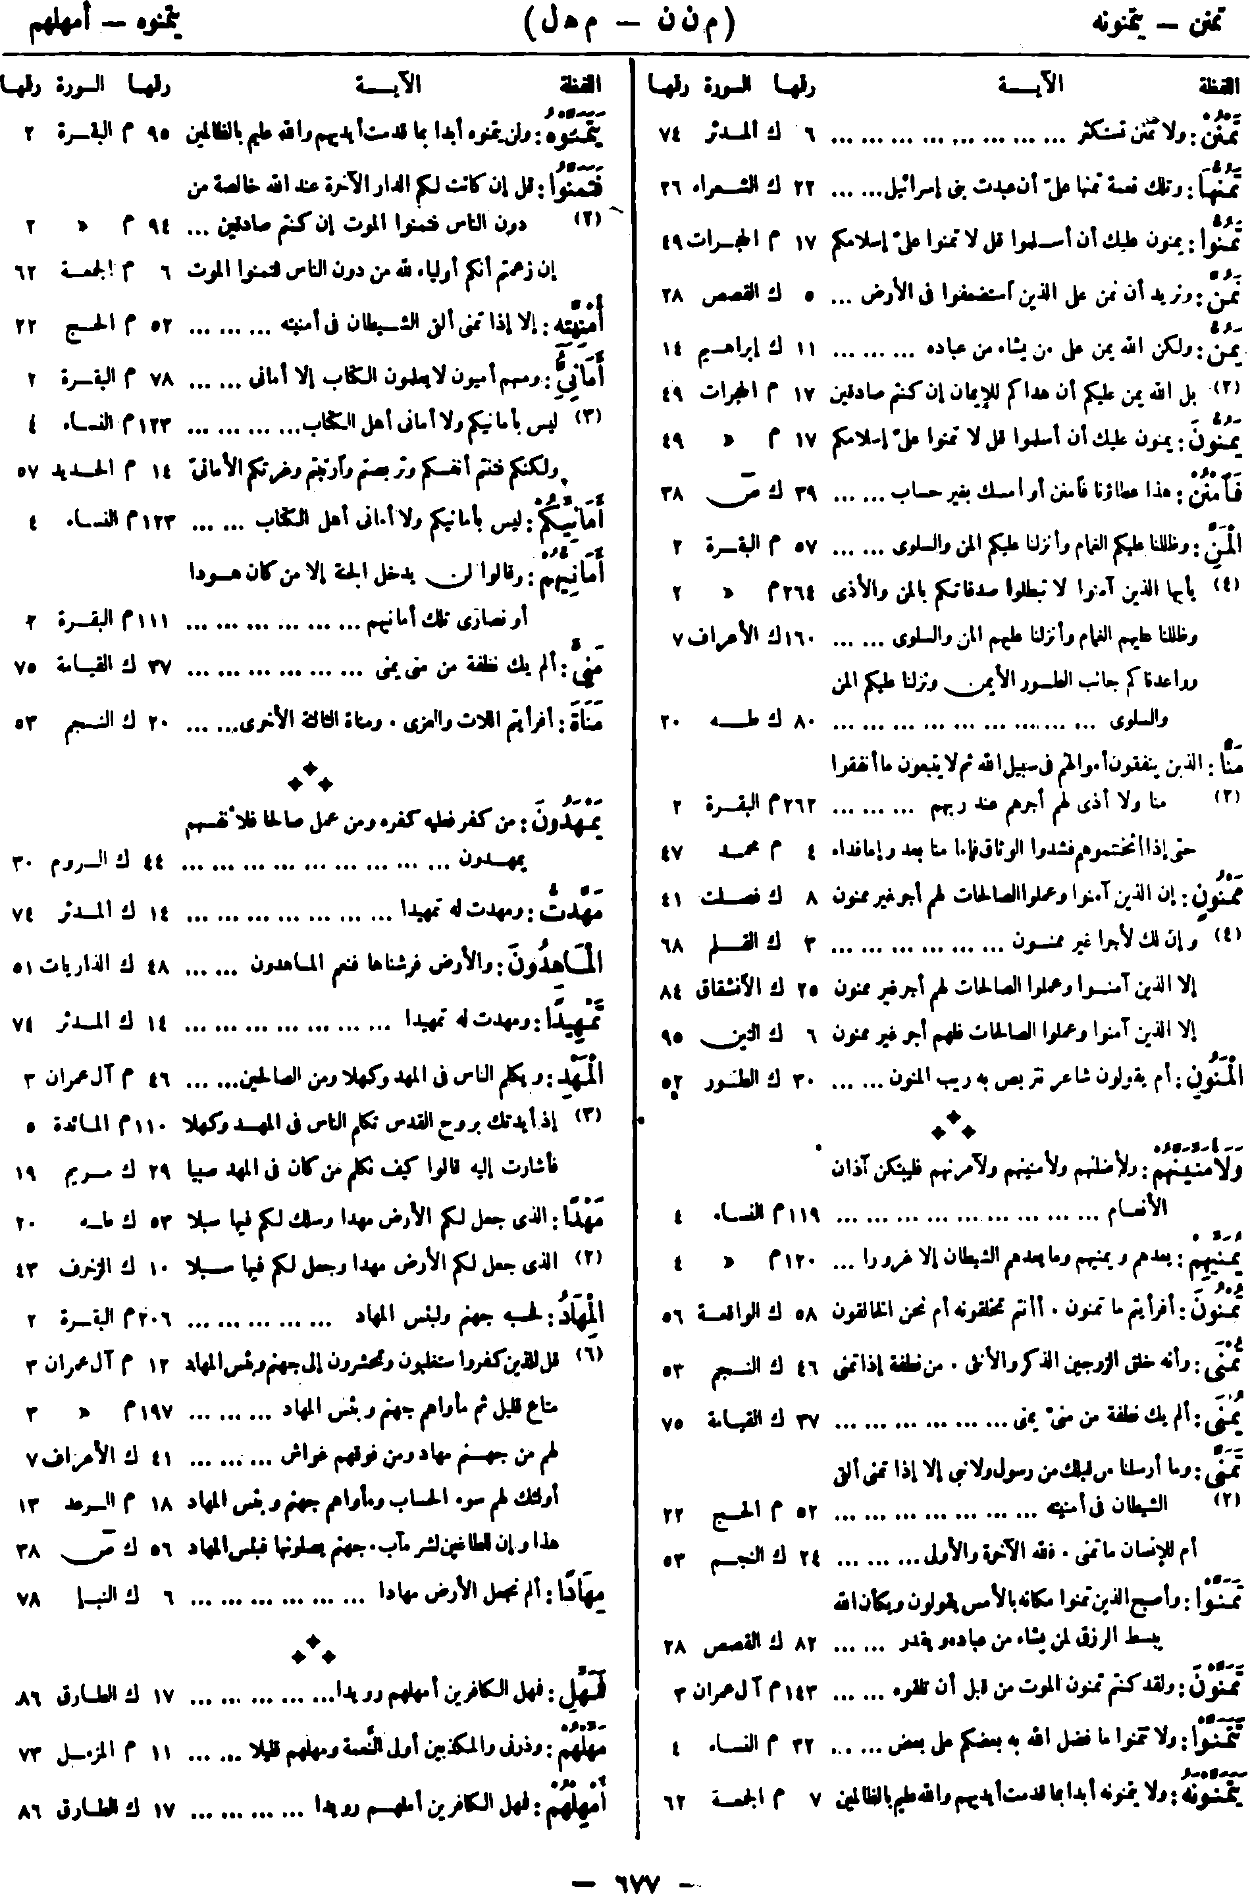 تمنن — يتمنونه
(م ن ن — م ه ل)
يتمنوه — أمهلهم
اللفظة الآيـــة رقمها السورة رقمها
تَمْنُنْ : ولا تمنن تستكثر ... ... ... ... ... ... ... ... ٦ ك المدثر ٧٤
تَمُنُّهَا : وتلك نعمة تمنها علىّ أن عبدت بنى إسرائيل ... ... ٢٢ ك الشعراء ٢٦
تَمُنُّوا : يمنون عليك أن أسلموا قل لا تمنوا علىّ إسلامكم ١٧ م الحجرات ٤٩
نَمُنَّ : ونريد أن نمن على الذين استضعفوا فى الأرض ... ٥ ك القصص ٢٨
يَمُنُّ : ولكن الله يمن على من يشاء من عباده ... ... ... ١١ ك إبراهيم ١٤
(٢) بل الله يمن عليكم أن هداكم للإيمان إن كنتم صادقين ١٧ م الحجرات ٤٩
يَمُنُّونَ : يمنون عليك أن أسلموا قل لا تمنوا علىّ إسلامكم ١٧ م » ٤٩
فَٱمْنُنْ : هذا عطاؤنا فأمنن أو أمسك بغير حساب ... ... ٣٩ ك صّ ٣٨
الْمَنَّ : وظللنا عليكم الغمام وأنزلنا عليكم المن والسلوى ... ... ٥٧ م البقرة ٢
(٤) يأيها الذين آمنوا لا تبطلوا صدقاتكم بالمن والأذى ٢٦٤ م » ٢
وظللنا عليهم الغمام وأنزلنا عليهم المن والسلوى ... ... ١٦٠ ك الأعراف ٧
وواعدناكم جانب الطور الأيمن ونزلنا عليكم المن
والسلوى ... ... ... ... ... ... ... ... ... ٨٠ ك طه ٢٠
مَنًّا : الذين ينفقون أموالهم فى سبيل الله ثم لا يتبعون ما أنفقوا
(٢) منا ولا أذى لهم أجرهم عند ربهم ... ... ... ٢٦٢ م البقرة ٢
حتى إذا أثخنتموهم فشدوا الوثاق فإما منا بعد وإما فداء ٤ م محمد ٤٧
مَمْنُونٍ : إن الذين آمنوا وعملوا الصالحات لهم أجر غير ممنون ٨ ك فصلت ٤١
(٤) وإن لك لأجرا غير ممنون ... ... ... ... ... ... ٣ ك القلم ٦٨
إلا الذين آمنوا وعملوا الصالحات لهم أجر غير ممنون ٢٥ ك الأنشقاق ٨٤
إلا الذين آمنوا وعملوا الصالحات فلهم أجر غير ممنون ٦ ك التين ٩٥
الْمَنُونِ : أم يقولون شاعر نتربص به ريب المنون ... ... ٣٠ ك الطور ٥٢
وَلَأُمَنِّيَنَّهُمْ : ولأضلنهم ولأمنينهم ولآمرنهم فليبتكن آذان
الأنعام ... ... ... ... ... ... ... ... ... ١١٩ م النساء ٤
يُمَنِّيهِمْ : يعدهم ويمنيهم وما يعدهم الشيطان إلا غرورا ... ١٢٠ م » ٤
تُمْنُونَ : أفرأيتم ما تمنون . أأنتم تخلقونه أم نحن الخالقون ٥٨ ك الواقعة ٥٦
تُمْنَى : وأنه خلق الزوجين الذكر والأنثى . من نطفة إذا تمنى ٤٦ ك النجم ٥٣
يُمْنَى : ألم يك نطفة من منىّ يمنى ... ... ... ... ... ... ٣٧ ك القيامة ٧٥
تَمَنَّى : وما أرسلنا من قبلك من رسول ولا نبى إلا إذا تمنى ألقى
(٢) الشيطان فى أمنيته ... ... ... ... ... ... ... ٥٢ م الحج ٢٢
أم للإنسان ما تمنى . فلله الآخرة والأولى ... ... ... ٢٤ ك النجم ٥٣
تَمَنَّوْا : وأصبح الذين تمنوا مكانه بالأمس يقولون ويكأن الله
يبسط الرزق لمن يشاء من عباده ويقدر ... ... ٨٢ ك القصص ٢٨
تَمَنَّوْنَ : ولقد كنتم تمنون الموت من قبل أن تلقوه ... ... ١٤٣ م آل عمران ٣
تَتَمَنَّوْا : ولا تتمنوا ما فضل الله به بعضكم على بعض ... ... ٣٢ م النساء ٤
يَتَمَنَّوْنَهُ : ولا يتمنونه أبدا بما قدمت أيديهم والله عليم بالظالمين ٧ م الجمعة ٦٢
اللفظة الآيـــة رقمها السورة رقمها
يَتَمَنَّوْهُ : ولن يتمنوه أبدا بما قدمت أيديهم والله عليم بالظالمين ٩٥ م البقرة ٢
فَتَمَنَّوُا : قل إن كانت لكم الدار الآخرة عند الله خالصة من
(٢) دون الناس فتمنوا الموت إن كنتم صادقين ... ٩٤ م » ٢
إن زعمتم أنكم أولياء لله من دون الناس فتمنوا الموت ٦ م الجمعة ٦٢
أُمْنِيَّتِهِ : إلا إذا تمنى ألقى الشيطان فى أمنيته ... ... ... ٥٢ م الحج ٢٢
أَمَانِيَّ : ومنهم أميون لا يعلمون الكتاب إلا أمانى ... ... ٧٨ م البقرة ٢
(٣) ليس بأمانيكم ولا أمانى أهل الكتاب ... ... ... ... ١٢٣ م النساء ٤
ولكنكم فتنتم أنفسكم وتربصتم وارتبتم وغرتكم الأمانىّ ١٤ م الحديد ٥٧
أَمَانِيِّكُمْ : ليس بأمانيكم ولا أمانى أهل الكتاب ... ... ١٢٣ م النساء ٤
أَمَانِيُّهُمْ : وقالوا لن يدخل الجنة إلا من كان هودا
أو نصارى تلك أمانيهم ... ... ... ... ... ... ١١١ م البقرة ٢
مَنِيٍّ : ألم يك نطفة من منى يمنى ... ... ... ... ... ... ٣٧ ك القيامة ٧٥
مَنَاةَ : أفرأيتم اللات والعزى . ومناة الثالثة الأخرى ... ... ٢٠ ك النجم ٥٣
يَمْهَدُونَ : من كفر فعليه كفره ومن عمل صالحا فلأنفسهم
يمهدون ... ... ... ... ... ... ... ... ... ٤٤ ك الروم ٣٠
مَهَّدْتُ : ومهدت له تمهيدا ... ... ... ... ... ... ... ١٤ ك المدثر ٧٤
الْمَاهِدُونَ : والأرض فرشناها فنعم الماهدون ... ... ٤٨ ك الذاريات ٥١
تَمْهِيدًا : ومهدت له تمهيدا ... ... ... ... ... ... ... ١٤ ك المدثر ٧٤
الْمَهْدِ : ويكلم الناس فى المهد وكهلا ومن الصالحين ... ... ٤٦ م آل عمران ٣
(٣) إذ أيدتك بروح القدس تكلم الناس فى المهد وكهلا ١١٠ م المائدة ٥
فأشارت إليه قالوا كيف نكلم من كان فى المهد صبيا ٢٩ ك مريم ١٩
مَهْدًا : الذى جعل لكم الأرض مهدا وسلك لكم فيها سبلا ٥٣ ك طه ٢٠
(٢) الذى جعل لكم الأرض مهدا وجعل لكم فيها سبلا ١٠ ك الزخرف ٤٣
الْمِهَادُ : فحسبه جهنم ولبئس المهاد ... ... ... ... ... ٢٠٦ م البقرة ٢
(٦) قل للذين كفروا ستغلبون وتحشرون إلى جهنم وبئس المهاد ١٢ م آل عمران ٣
متاع قليل ثم مأواهم جهنم وبئس المهاد ... ... ... ١٩٧ م » ٣
لهم من جهنم مهاد ومن فوقهم غواش ... ... ... ٤١ ك الأعراف ٧
أولئك لهم سوء الحساب ومأواهم جهنم وبئس المهاد ١٨ م الرعد ١٣
هذا وإن للطاغين لشر مآب . جهنم يصلونها فبئس المهاد ٥٦ ك صّ ٣٨
مِهَادًا : ألم نجعل الأرض مهادا ... ... ... ... ... ... ٦ ك النبإ ٧٨
فَمَهِّلِ : فمهل الكافرين أمهلهم رويدا ... ... ... ... ... ١٧ ك الطارق ٨٦
مَهِّلْهُمْ : وذرنى والمكذبين أولى النَّعمة ومهلهم قليلا ... ... ١١ م المزمل ٧٣
أَمْهِلْهُمْ : فمهل الكافرين أمهلهم رويدا ... ... ... ... ١٧ ك الطارق ٨٦
— ٦٧٧ —